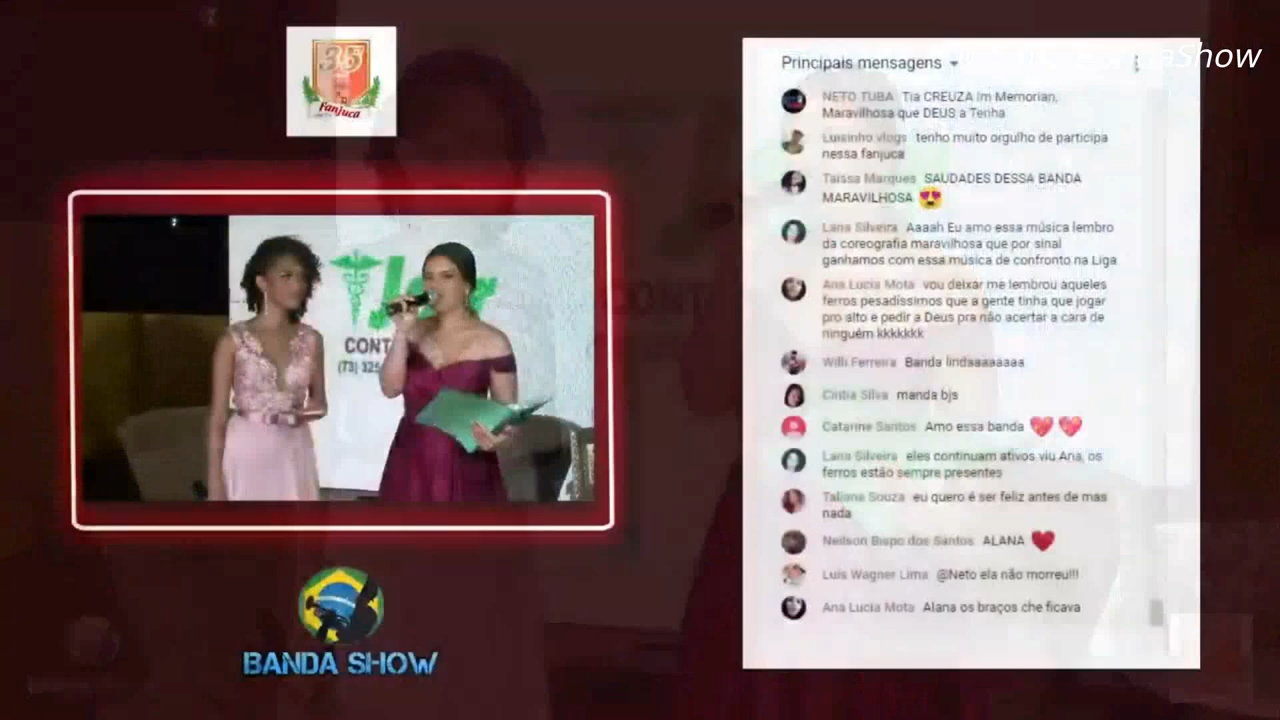 35
Fanjuca
CONT
(73) 325
BANDA SHOW
Show
Principais mensagens
NETO TUBA Tia CREUZA Im Memorian,
Maravilhosa que DEUS a Tenha
Luisinho vlogs tenho muito orgulho de participa
nessa fanjuca
Taissa Marques SAUDADES DESSA BANDA
MARAVILHOSA 😍
Lana Silveira Aaaah Eu amo essa música lembro
da coreografia maravilhosa que por sinal
ganhamos com essa música de confronto na Liga
Ana Lucia Mota vou deixar me lembrou aqueles
ferros pesadíssimos que a gente tinha que jogar
pro alto e pedir a Deus pra não acertar a cara de
ninguém kkkkkkk
Willi Ferreira Banda lindaaaaaaaa
Cintia Silva manda bjs
Catarine Santos Amo essa banda 💖 💖
Lana Silveira eles continuam ativos viu Ana, os
ferros estão sempre presentes
Taliane Souza eu quero é ser feliz antes de mas
nada
Neilson Bispo dos Santos ALANA ❤️
Luis Wagner Lima @Neto ela não morreu!!!
Ana Lucia Mota Alana os braços che ficava